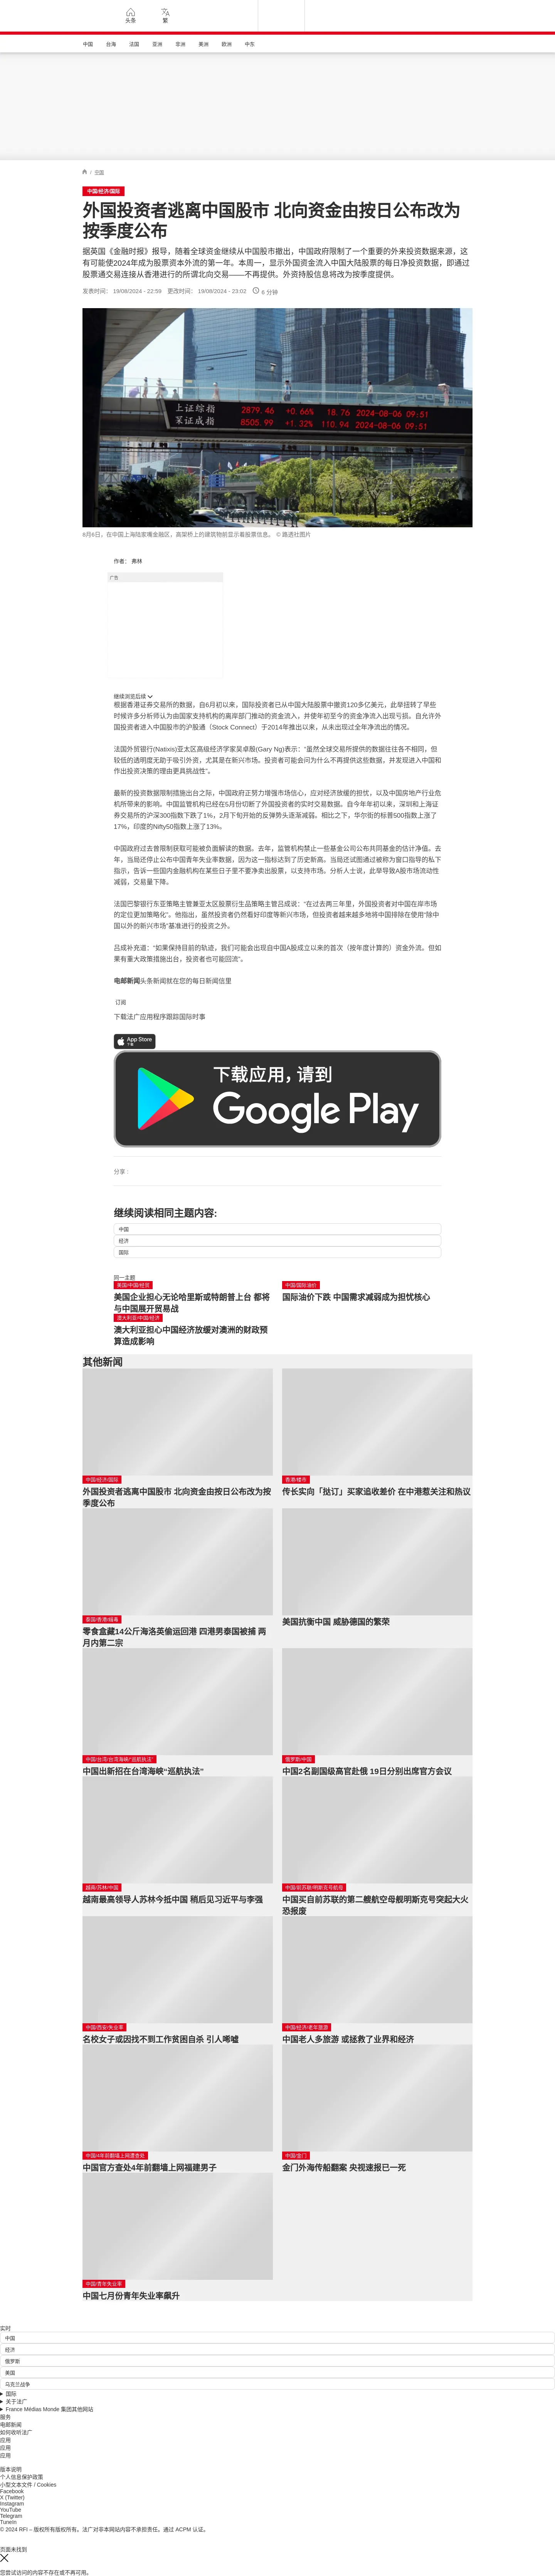 头条
繁
中国
台海
法国
亚洲
非洲
美洲
欧洲
中东
/ 中国
中国/经济/国际
外国投资者逃离中国股市 北向资金由按日公布改为
按季度公布
据英国《金融时报》报导，随着全球资金继续从中国股市撤出，中国政府限制了一个重要的外来投资数据来源，这
有可能使2024年成为股票资本外流的第一年。本周一，显示外国资金流入中国大陆股票的每日净投资数据，即通过
股票通交易连接从香港进行的所谓北向交易——不再提供。外资持股信息将改为按季度提供。
发表时间： 19/08/2024 - 22:59 更改时间： 19/08/2024 - 23:02 6 分钟
上证综指 2879.46 +0.66% 18.76 2024-08-06 09:51
深证成指 8505.99 +1.32% 110.94 2024-08-06 09:51
8月6日，在中国上海陆家嘴金融区，高架桥上的建筑物前显示着股票信息。 © 路透社图片
作者： 弗林
广告
继续浏览后续
根据香港证券交易所的数据，自6月初以来，国际投资者已从中国大陆股票中撤资120多亿美元，此举扭转了早些
时候许多分析师认为由国家支持机构的离岸部门推动的资金流入，并使年初至今的资金净流入出现亏损。自允许外
国投资者进入中国股市的沪股通（Stock Connect）于2014年推出以来，从未出现过全年净流出的情况。
法国外贸银行(Natixis)亚太区高级经济学家吴卓殷(Gary Ng)表示：“虽然全球交易所提供的数据往往各不相同，但
较低的透明度无助于吸引外资，尤其是在新兴市场。投资者可能会问为什么不再提供这些数据，并发现进入中国和
作出投资决策的理由更具挑战性”。
最新的投资数据限制措施出台之际，中国政府正努力增强市场信心，应对经济放缓的担忧，以及中国房地产行业危
机所带来的影响。中国监管机构已经在5月份切断了外国投资者的实时交易数据。自今年年初以来，深圳和上海证
券交易所的沪深300指数下跌了1%，2月下旬开始的反弹势头逐渐减弱。相比之下，华尔街的标普500指数上涨了
17%，印度的Nifty50指数上涨了13%。
中国政府过去曾限制获取可能被负面解读的数据。去年，监管机构禁止一些基金公司公布共同基金的估计净值。去
年，当局还停止公布中国青年失业率数据，因为这一指标达到了历史新高。当局还试图通过被称为窗口指导的私下
指示，告诉一些国内金融机构在某些日子里不要净卖出股票，以支持市场。分析人士说，此举导致A股市场流动性
减弱，交易量下降。
法国巴黎银行东亚策略主管兼亚太区股票衍生品策略主管吕成说：“在过去两三年里，外国投资者对中国在岸市场
的定位更加策略化”。他指出，虽然投资者仍然看好印度等新兴市场，但投资者越来越多地将中国排除在使用“除中
国以外的新兴市场”基准进行的投资之外。
吕成补充道：“如果保持目前的轨迹，我们可能会出现自中国A股成立以来的首次（按年度计算的）资金外流。但如
果有重大政策措施出台，投资者也可能回流”。
电邮新闻头条新闻就在您的每日新闻信里
订阅
下载法广应用程序跟踪国际时事
App Store
下载
下载应用，请到
Google Play
分享 :
继续阅读相同主题内容:
中国
经济
国际
同一主题
美国/中国/经贸
美国企业担心无论哈里斯或特朗普上台 都将
与中国展开贸易战
中国/国际油价
国际油价下跌 中国需求减弱成为担忧核心
澳大利亚/中国/经济
澳大利亚担心中国经济放缓对澳洲的财政预
算造成影响
其他新闻
中国/经济/国际
外国投资者逃离中国股市 北向资金由按日公布改为按
季度公布
香港/楼市
传长实向「挞订」买家追收差价 在中港惹关注和热议
泰国/香港/缉毒
零食盒藏14公斤海洛英偷运回港 四港男泰国被捕 两
月内第二宗
美国抗衡中国 威胁德国的繁荣
中国/台湾/台湾海峡“巡航执法”
中国出新招在台湾海峡“巡航执法”
俄罗斯/中国
中国2名副国级高官赴俄 19日分别出席官方会议
越南/苏林/中国
越南最高领导人苏林今抵中国 稍后见习近平与李强
中国/前苏联/明斯克号航母
中国买自前苏联的第二艘航空母舰明斯克号突起大火
恐报废
中国/西安/失业率
名校女子或因找不到工作贫困自杀 引人唏嘘
中国/经济/老年旅游
中国老人多旅游 或拯救了业界和经济
中国/4年前翻墙上网遭查处
中国官方查处4年前翻墙上网福建男子
中国/金门
金门外海传船翻案 央视速报已一死
中国/青年失业率
中国七月份青年失业率飙升
实时
中国
经济
俄罗斯
美国
乌克兰战争
国际
关于法广
France Médias Monde 集团其他网站
服务
电邮新闻
如何收听法广
应用
应用
应用
版本说明
个人信息保护政策
小型文本文件 / Cookies
Facebook
X (Twitter)
Instagram
YouTube
Telegram
TuneIn
© 2024 RFI – 版权所有版权所有。法广对非本网站内容不承担责任。通过 ACPM 认证。
页面未找到
您尝试访问的内容不存在或不再可用。